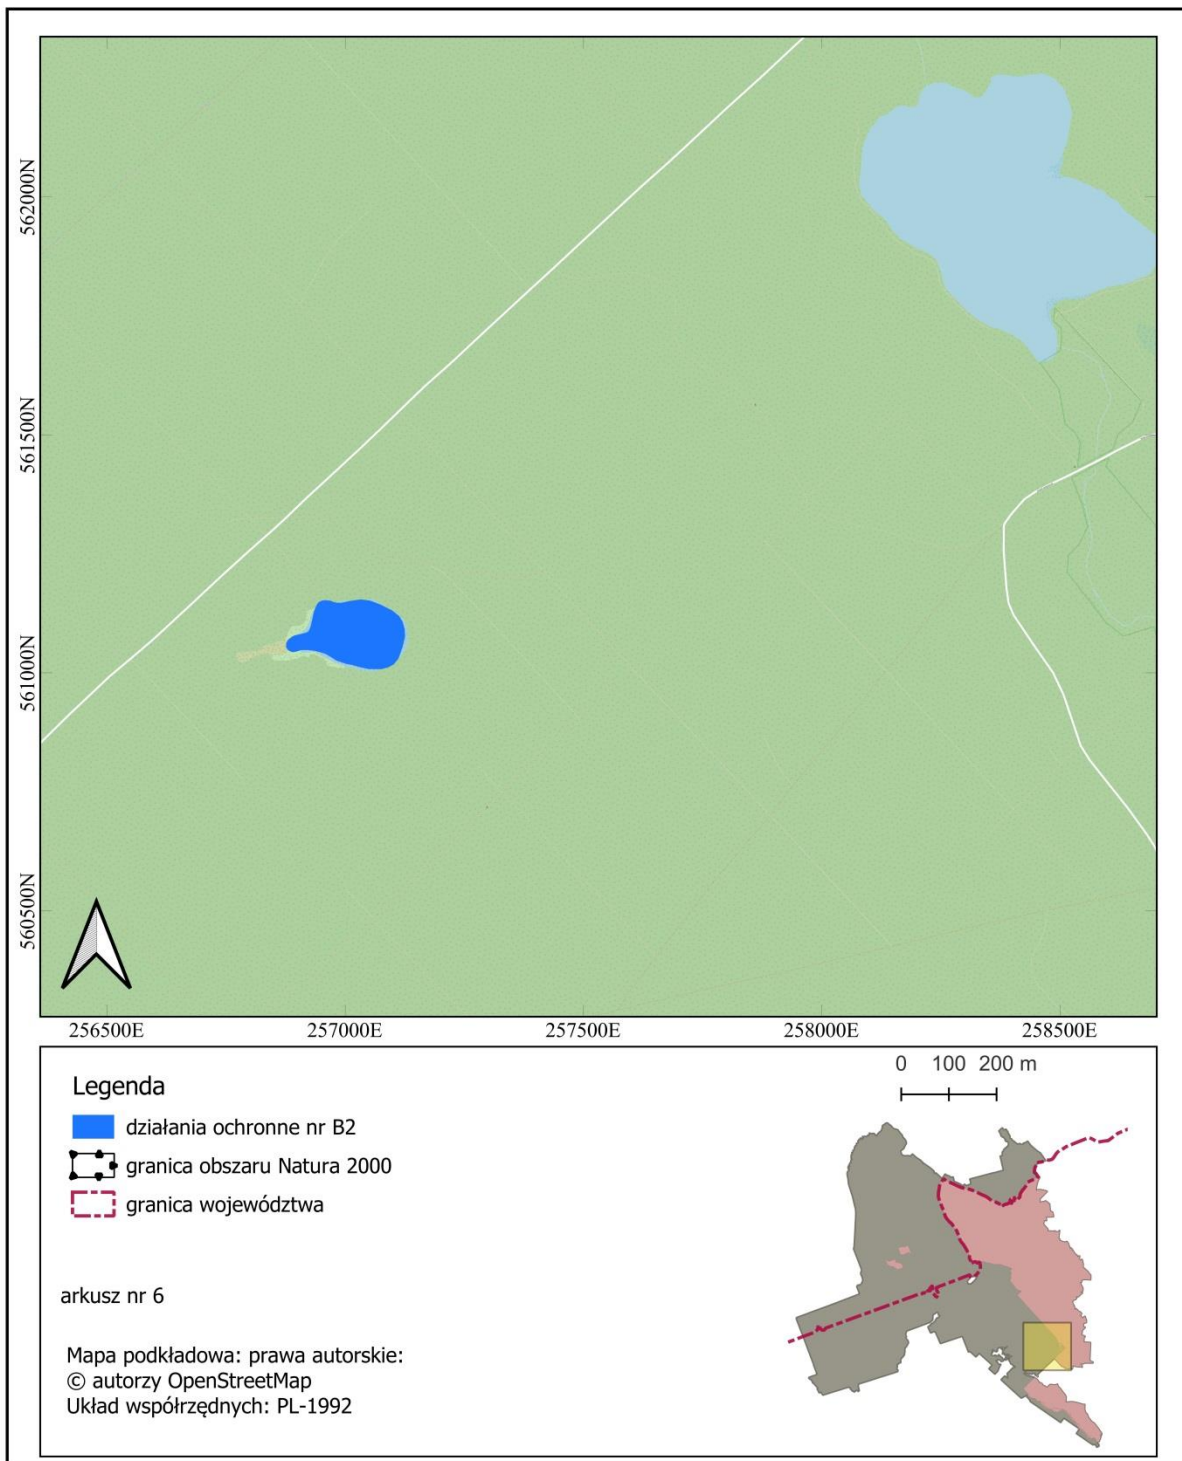 562000N
561500N
561000N
560500N
256500E 257000E 257500E 258000E 258500E
0 100 200 m
Legenda
działania ochronne nr B2
granica obszaru Natura 2000
granica województwa
arkusz nr 6
Mapa podkładowa: prawa autorskie:
© autorzy OpenStreetMap
Układ współrzędnych: PL-1992